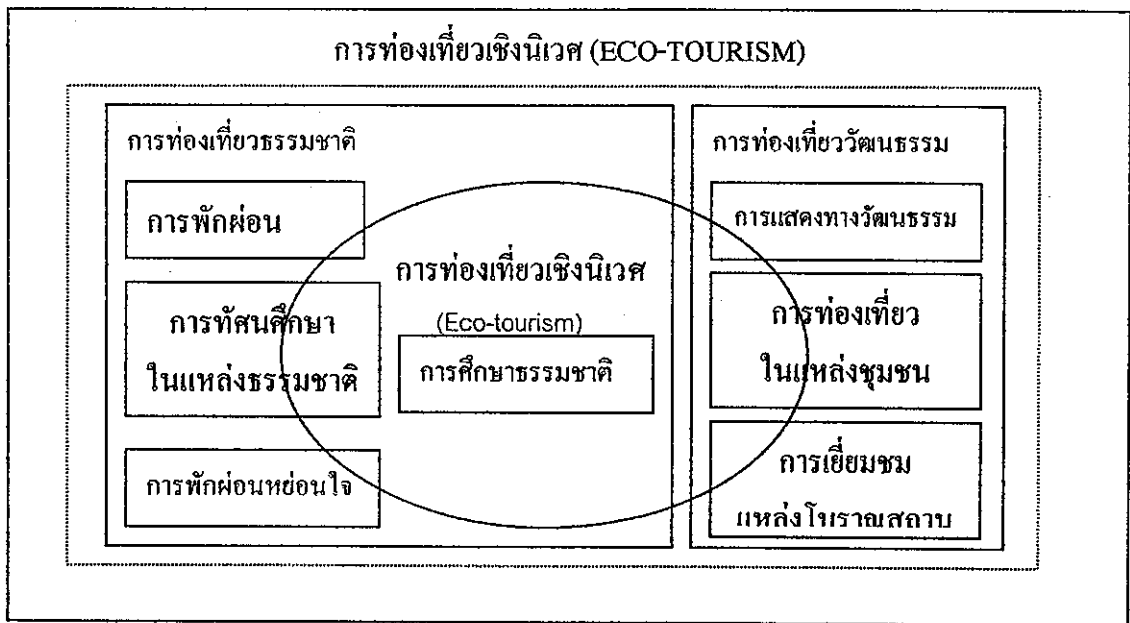 การท่องเที่ยวเชิงนิเวศ (ECO-TOURISM)
การท่องเที่ยวธรรมชาติ
การพักผ่อน
การทัศนศึกษา
ในแหล่งธรรมชาติ
การพักผ่อนหย่อนใจ
การท่องเที่ยวเชิงนิเวศ
(Eco-tourism)
การศึกษาธรรมชาติ
การท่องเที่ยววัฒนธรรม
การแสดงทางวัฒนธรรม
การท่องเที่ยว
ในแหล่งชุมชน
การเยี่ยมชม
แหล่งโบราณสถาน